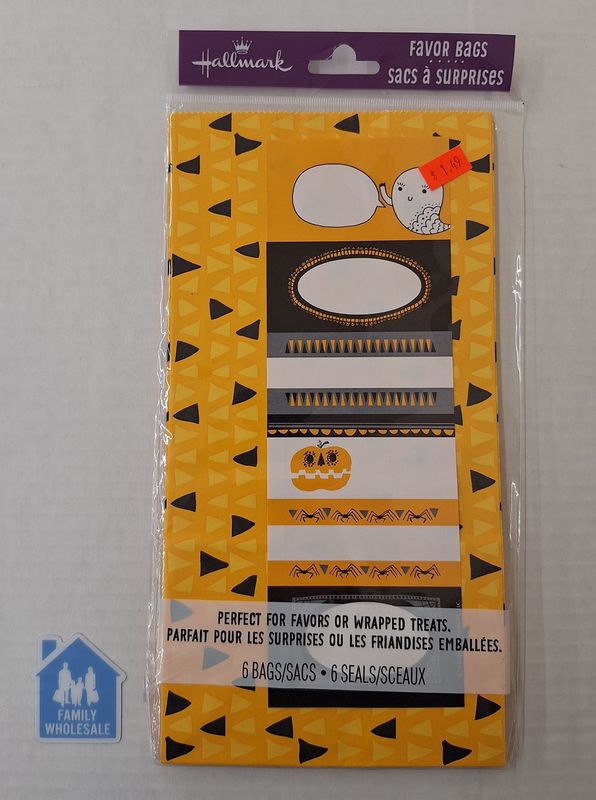 Hallmark
FAVOR BAGS
SACS À SURPRISES
$1.49
PERFECT FOR FAVORS OR WRAPPED TREATS.
PARFAIT POUR LES SURPRISES OU LES FRIANDISES EMBALLÉES.
6 BAGS/SACS • 6 SEALS/SCEAUX
FAMILY
WHOLESALE